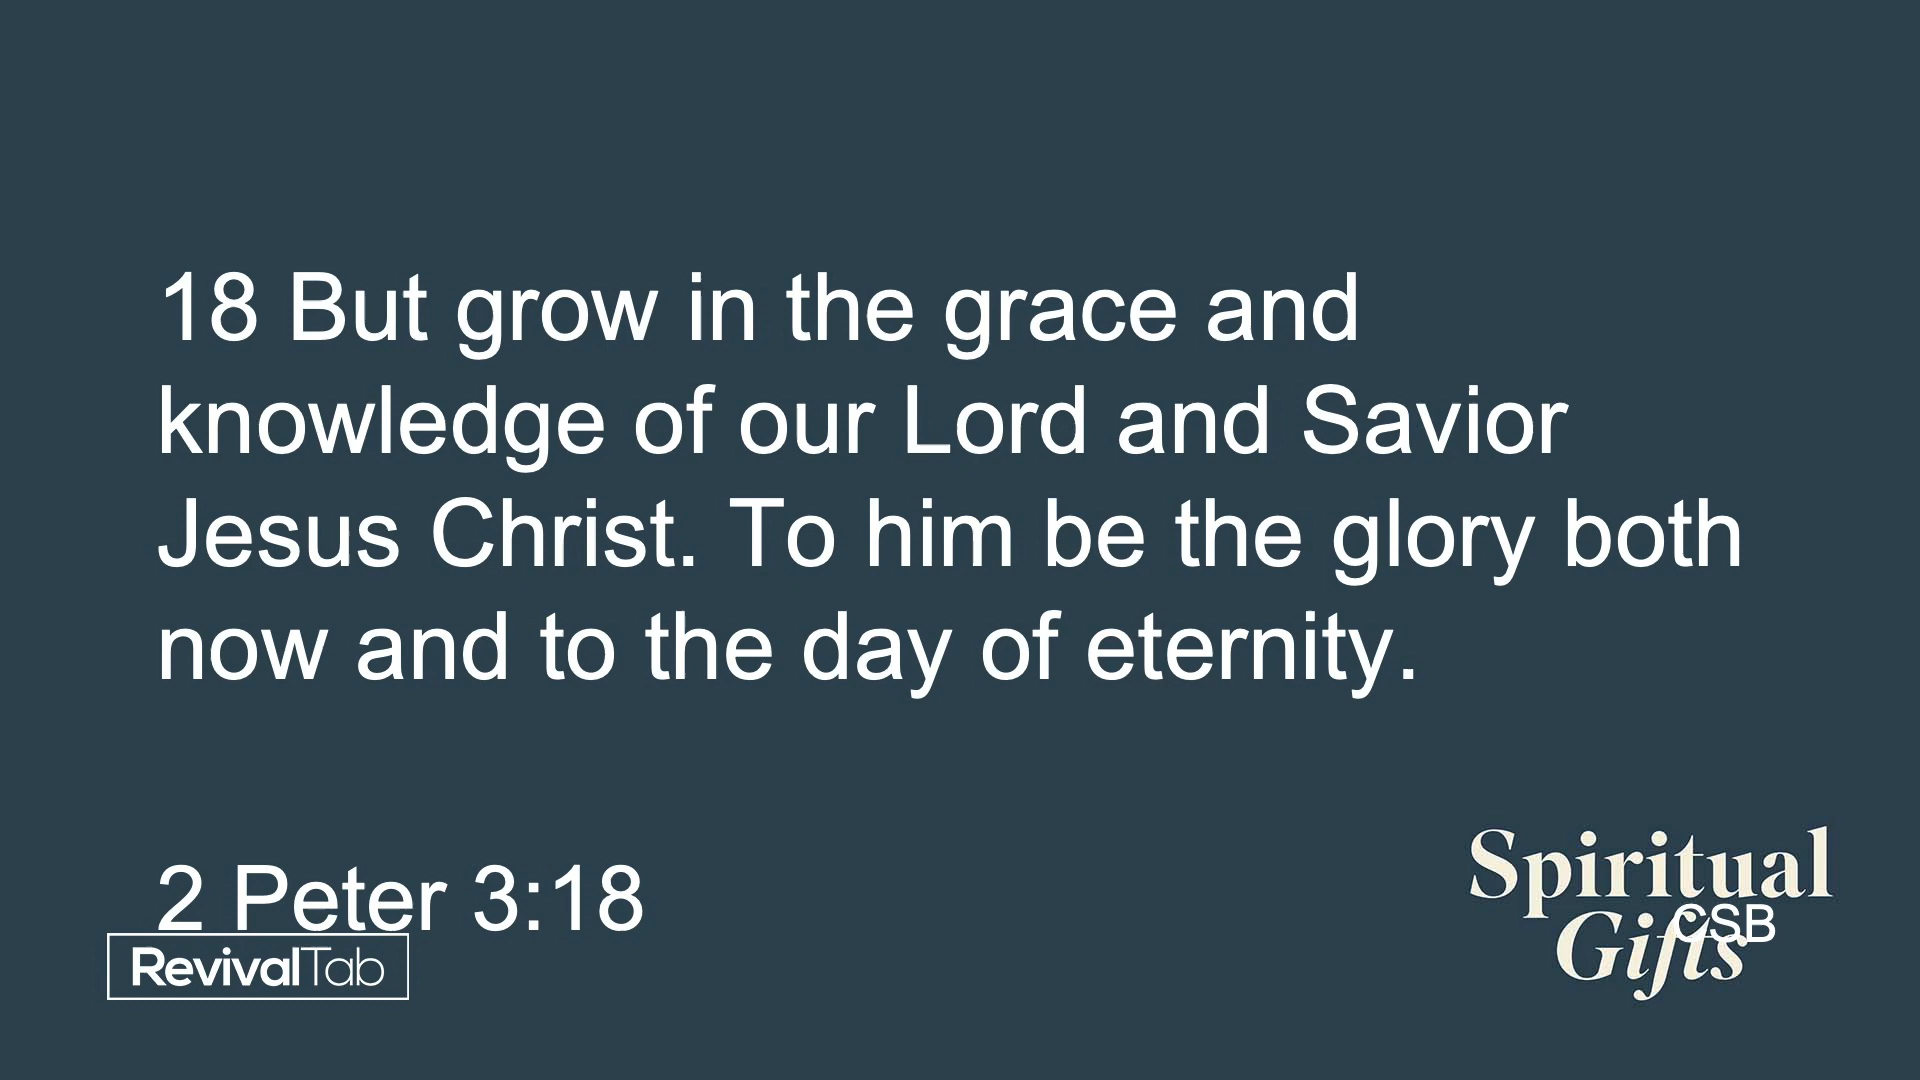 18 But grow in the grace and
knowledge of our Lord and Savior
Jesus Christ. To him be the glory both
now and to the day of eternity.
2 Peter 3:18
RevivalTab
Spiritual
Gifts
CSB